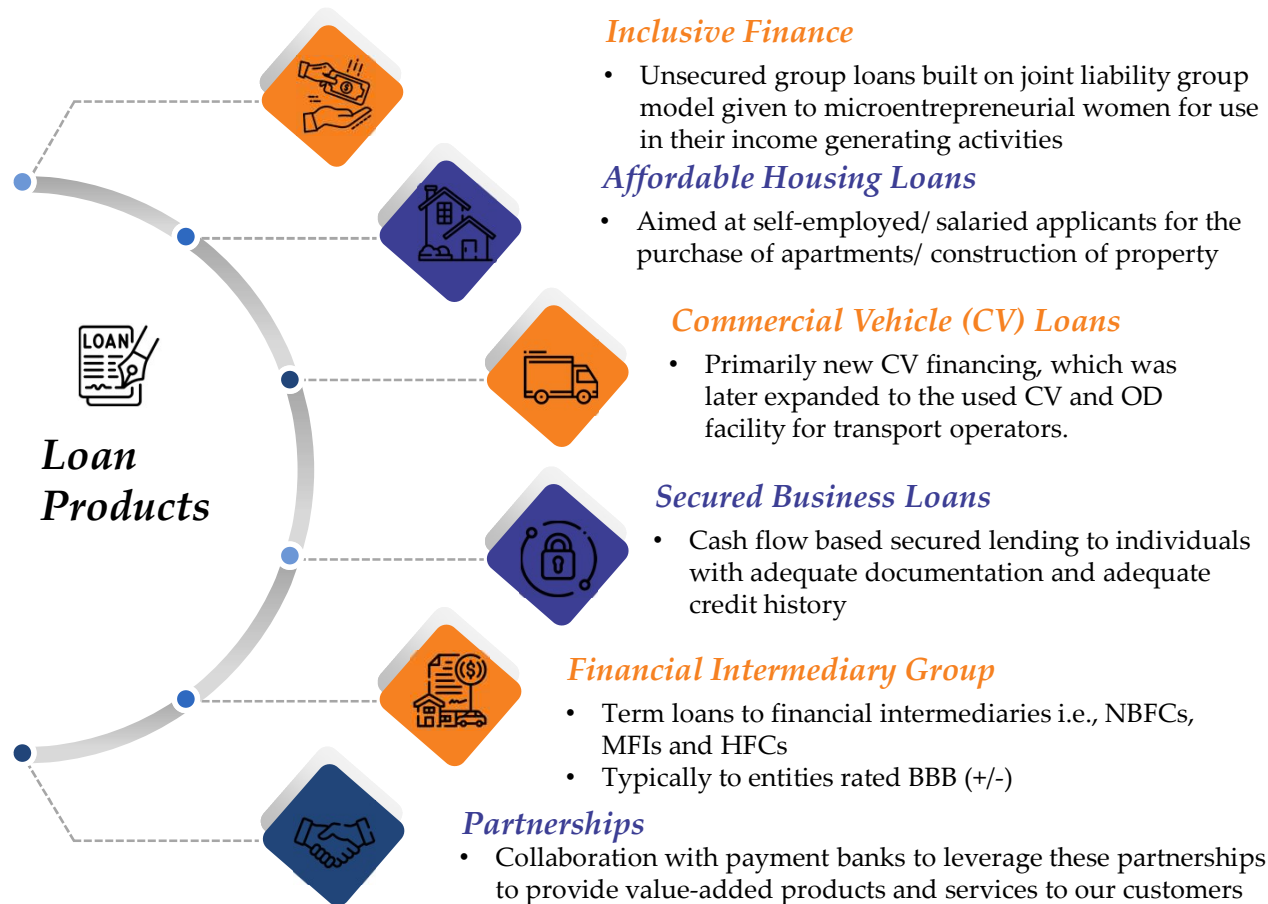 Inclusive Finance
• Unsecured group loans built on joint liability group
model given to microentrepreneurial women for use
in their income generating activities
Affordable Housing Loans
• Aimed at self-employed/ salaried applicants for the
purchase of apartments/ construction of property
Commercial Vehicle (CV) Loans
• Primarily new CV financing, which was
later expanded to the used CV and OD
facility for transport operators.
LOAN
Loan
Products
Secured Business Loans
• Cash flow based secured lending to individuals
with adequate documentation and adequate
credit history
Financial Intermediary Group
• Term loans to financial intermediaries i.e., NBFCs,
MFIs and HFCs
• Typically to entities rated BBB (+/-)
Partnerships
• Collaboration with payment banks to leverage these partnerships
to provide value-added products and services to our customers